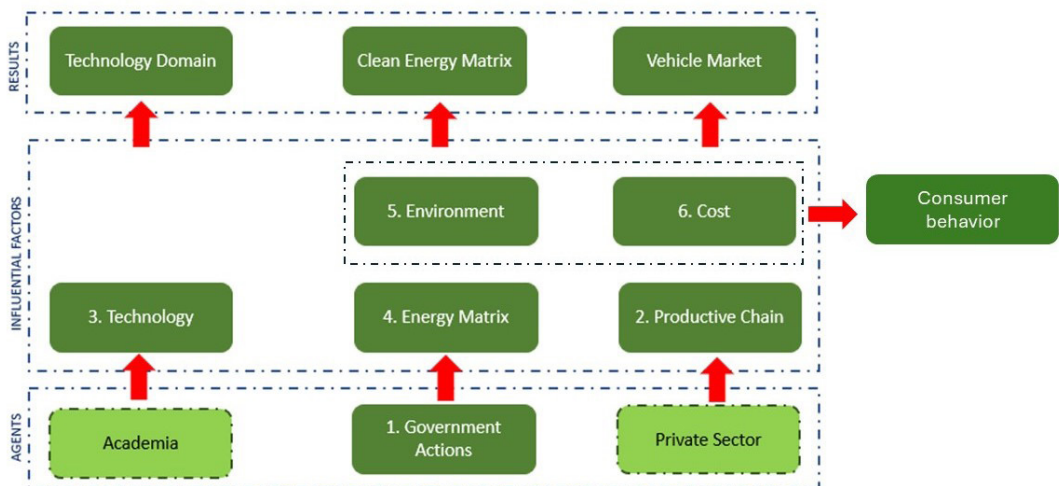 RESULTS
Technology Domain
Clean Energy Matrix
Vehicle Market
INFLUENTIAL FACTORS
5. Environment
6. Cost
Consumer
behavior
3. Technology
4. Energy Matrix
2. Productive Chain
AGENTS
Academia
1. Government
Actions
Private Sector